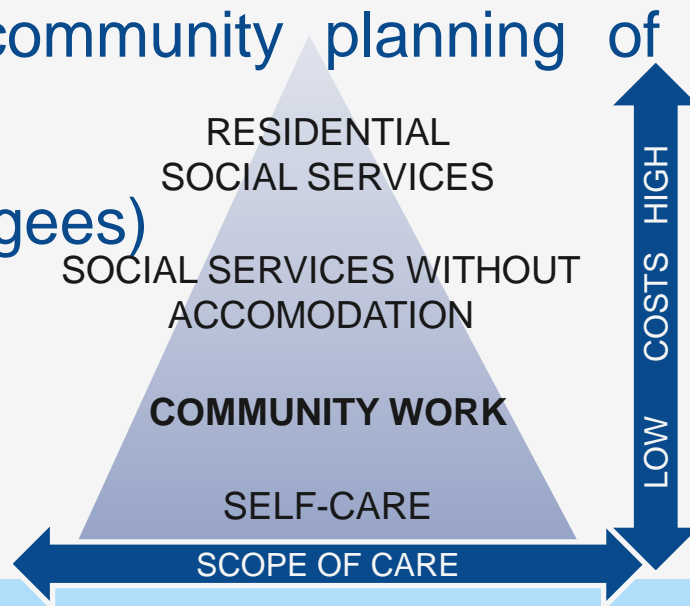 community planning of
RESIDENTIAL
SOCIAL SERVICES
gees)
SOCIAL SERVICES WITHOUT
ACCOMODATION
COMMUNITY WORK
SELF-CARE
SCOPE OF CARE
LOW COSTS HIGH